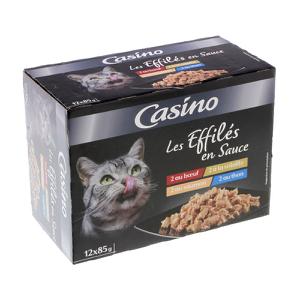 Casino
Les Effilés
en Sauce
2 au bœuf
2 à la volaille
2 au saumon
2 au thon
12x85g
Casino
Les Effilés en Sauce